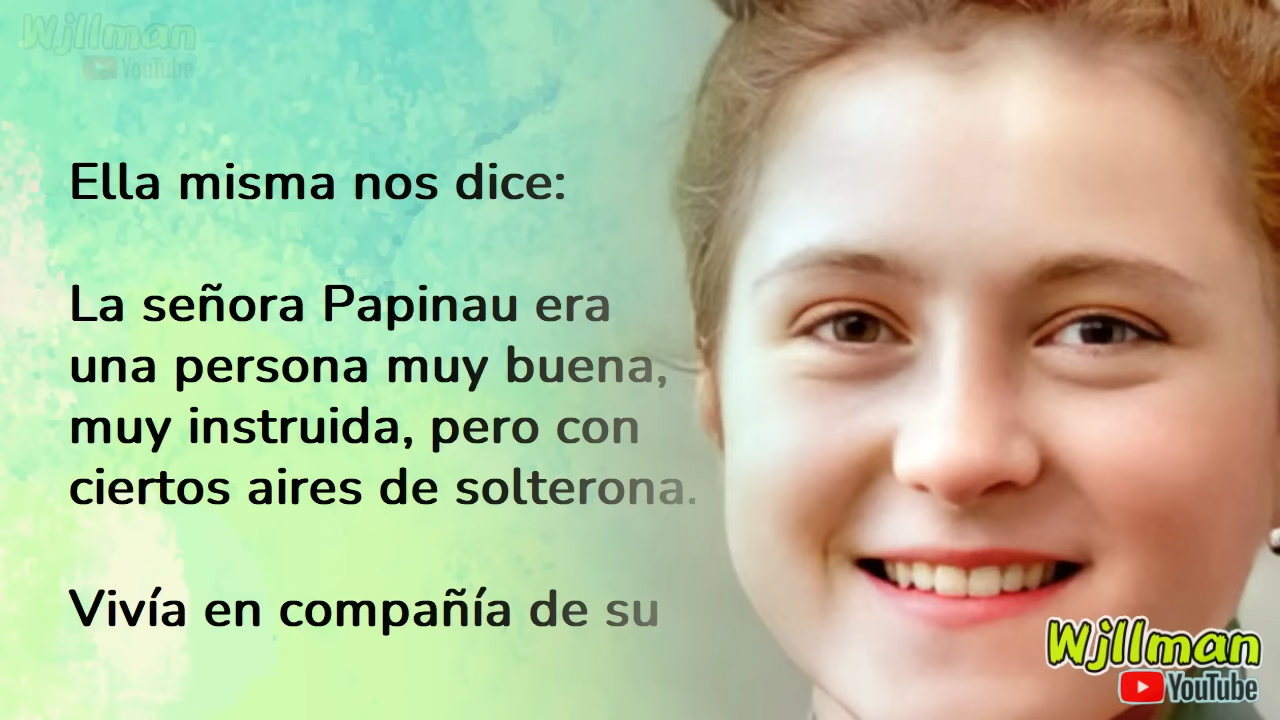 Wjllman
YouTube
Ella misma nos dice:
La señora Papinau era
una persona muy buena,
muy instruida, pero con
ciertos aires de solterona.
Vivía en compañía de su
Wjllman
YouTube